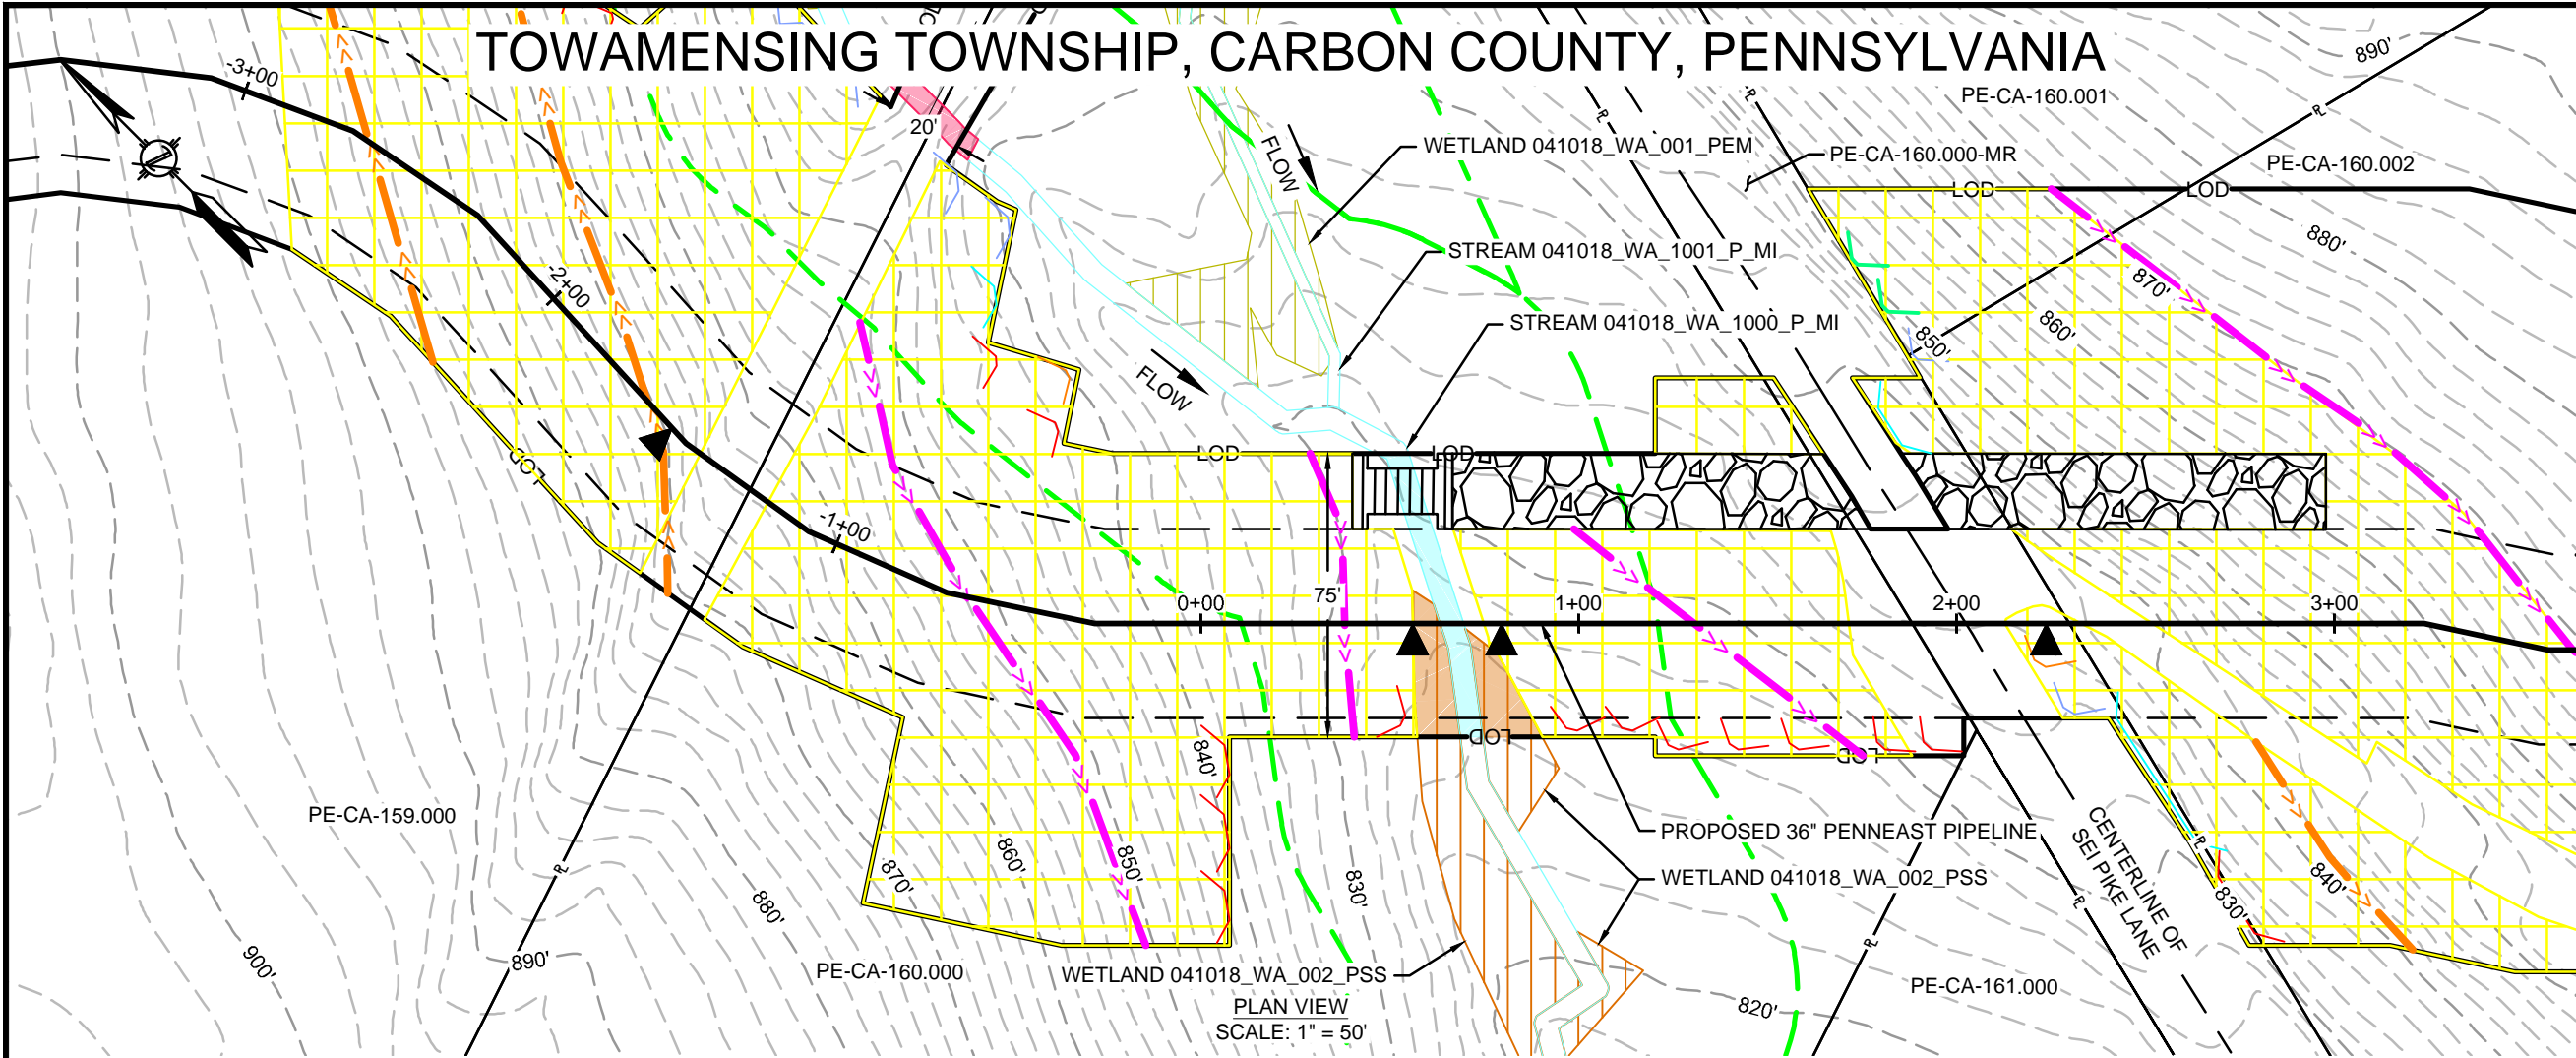 TOWAMENSING TOWNSHIP, CARBON COUNTY, PENNSYLVANIA
-3+00
890'
PE-CA-160.001
20'
FLOW
WETLAND 041018_WA_001_PEM
PE-CA-160.000-MR
PE-CA-160.002
LOD
LOD
STREAM 041018_WA_1001_P_MI
880'
870'
-2+00
STREAM 041018_WA_1000_P_MI
860'
850'
FLOW
LOD
LOD
LOD
-1+00
0+00
75'
1+00
2+00
3+00
LOD
LOD
840'
PE-CA-159.000
PROPOSED 36" PENNEAST PIPELINE
CENTERLINE OF
SEI PIKE LANE
860'
850'
870'
830'
WETLAND 041018_WA_002_PSS
840'
880'
830'
900'
890'
PE-CA-160.000
WETLAND 041018_WA_002_PSS
PE-CA-161.000
PLAN VIEW
820'
SCALE: 1" = 50'